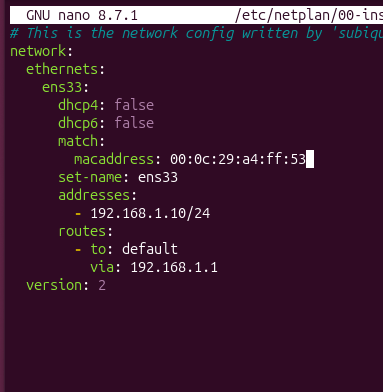 GNU nano 8.7.1 /etc/netplan/00-ins
# This is the network config written by 'subiqu
network:
  ethernets:
    ens33:
      dhcp4: false
      dhcp6: false
      match:
        macaddress: 00:0c:29:a4:ff:53
      set-name: ens33
      addresses:
        - 192.168.1.10/24
      routes:
        - to: default
          via: 192.168.1.1
  version: 2